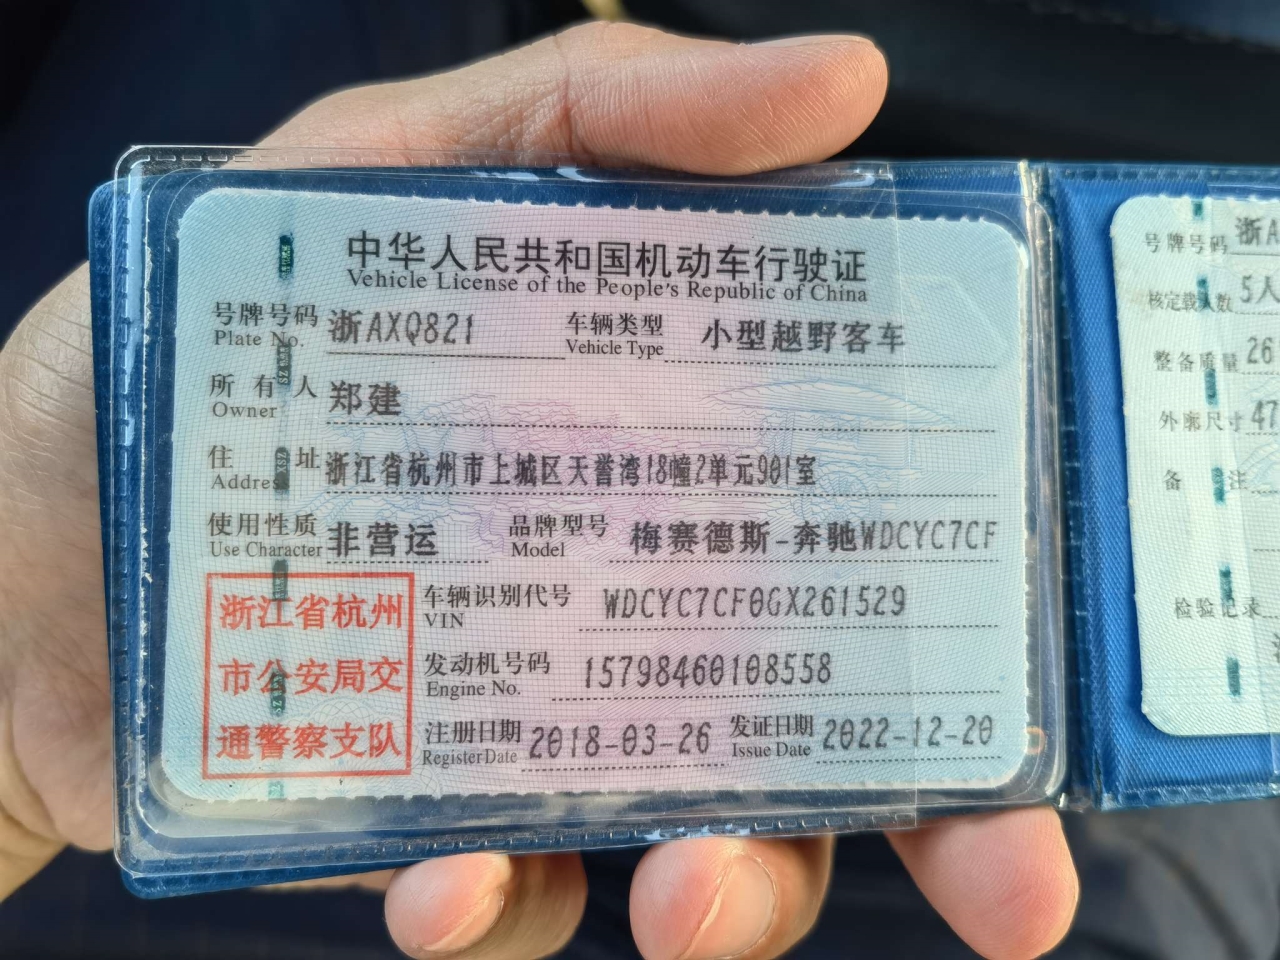 中华人民共和国机动车行驶证
Vehicle License of the People's Republic of China
号牌号码 浙AXQ821 车辆类型 小型越野客车
Plate No. Vehicle Type
所有人 郑建
Owner
住址 浙江省杭州市上城区天誉湾18幢2单元901室
Address
使用性质 非营运 品牌型号 梅赛德斯-奔驰WDCYC7CF
Use Character Model
浙江省杭州
市公安局交
通警察支队
车辆识别代号 WDCYC7CF0GX261529
VIN
发动机号码 15798460108558
Engine No.
注册日期 2018-03-26 发证日期 2022-12-20
Register Date Issue Date
号牌号码 浙A
核定载人数 5人
整备质量 26
外廓尺寸 47
备注
检验记录